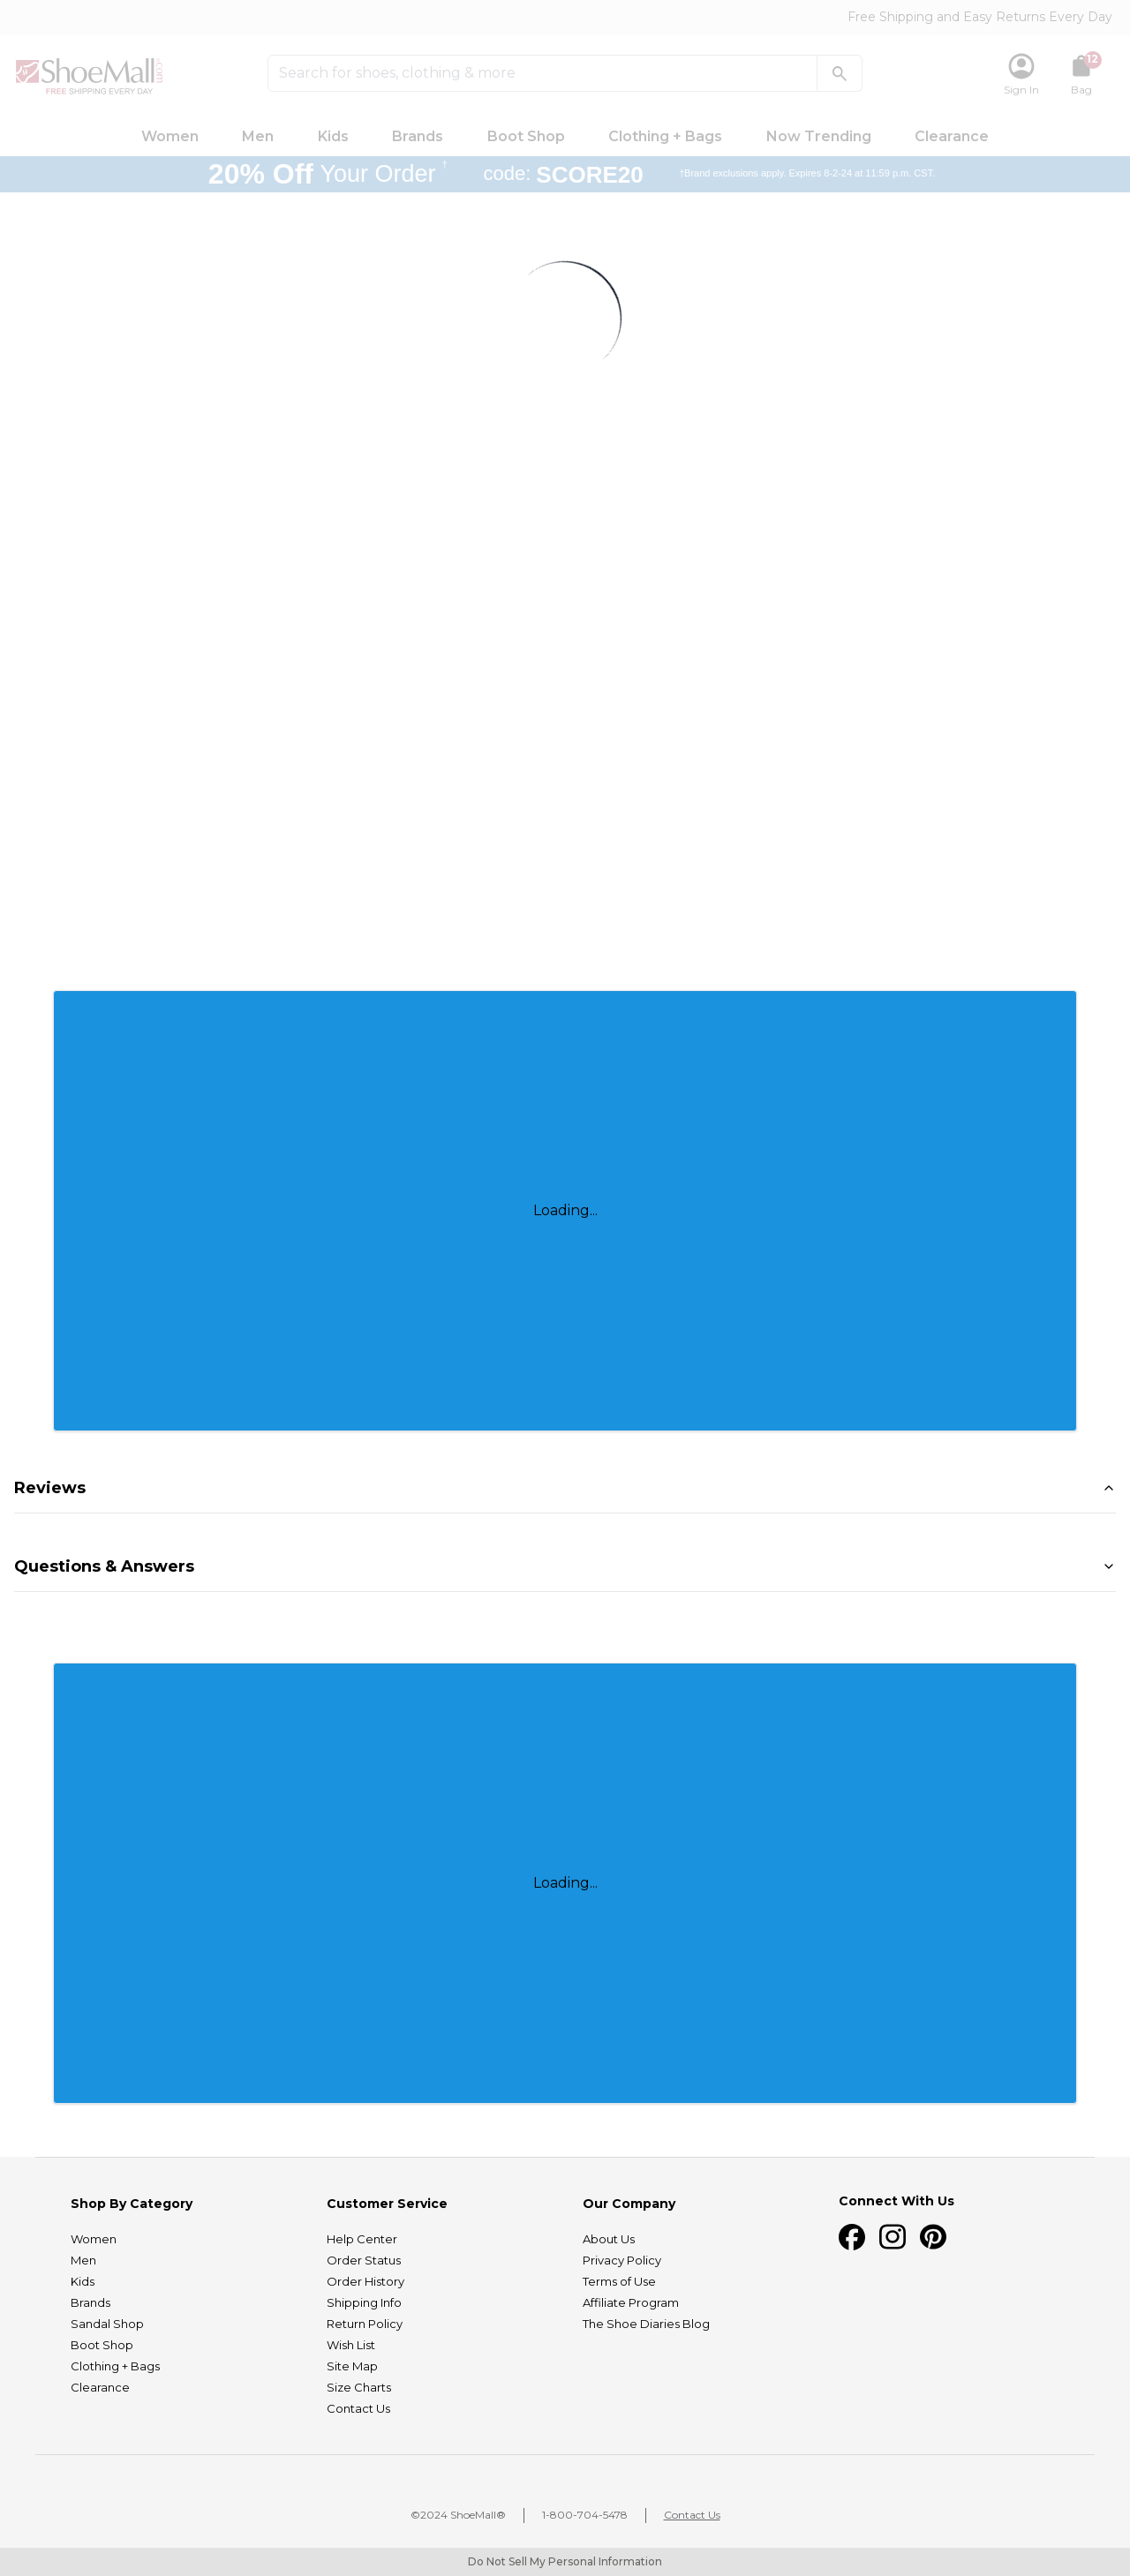 Free Shipping and Easy Returns Every Day
ShoeMall.com
FREE SHIPPING EVERY DAY
Search for shoes, clothing & more
12
Sign In
Bag
Women Men Kids Brands Boot Shop Clothing + Bags Now Trending Clearance
20% Off Your Order † code: SCORE20 †Brand exclusions apply. Expires 8-2-24 at 11:59 p.m. CST.
Loading...
Reviews
Questions & Answers
Loading...
Shop By Category
Women
Men
Kids
Brands
Sandal Shop
Boot Shop
Clothing + Bags
Clearance
Customer Service
Help Center
Order Status
Order History
Shipping Info
Return Policy
Wish List
Site Map
Size Charts
Contact Us
Our Company
About Us
Privacy Policy
Terms of Use
Affiliate Program
The Shoe Diaries Blog
Connect With Us
©2024 ShoeMall® 1-800-704-5478 Contact Us
Do Not Sell My Personal Information